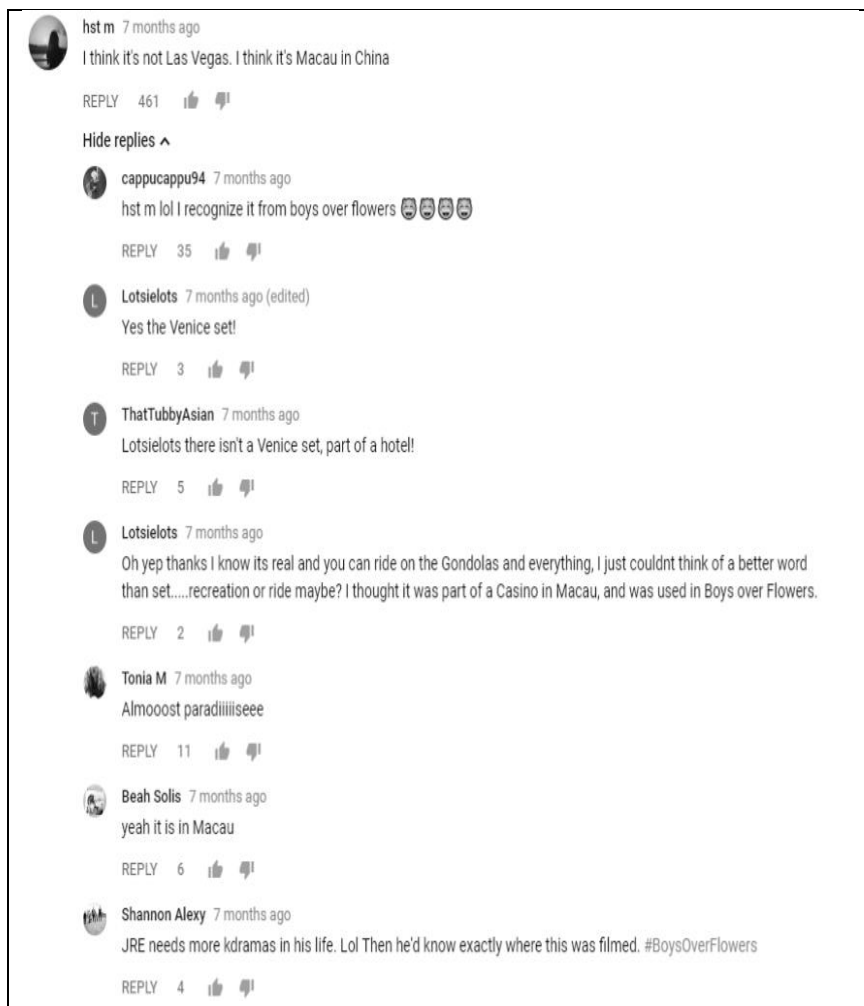 hst m 7 months ago
I think it's not Las Vegas. I think it's Macau in China
REPLY 461
Hide replies
cappucappu94 7 months ago
hst m lol I recognize it from boys over flowers
REPLY 35
L
Lotsielots 7 months ago (edited)
Yes the Venice set!
REPLY 3
T
ThatTubbyAsian 7 months ago
Lotsielots there isn't a Venice set, part of a hotel!
REPLY 5
L
Lotsielots 7 months ago
Oh yep thanks I know its real and you can ride on the Gondolas and everything, I just couldnt think of a better word
than set.....recreation or ride maybe? I thought it was part of a Casino in Macau, and was used in Boys over Flowers.
REPLY 2
Tonia M 7 months ago
Almooost paradiiiiiseee
REPLY 11
Beah Solis 7 months ago
yeah it is in Macau
REPLY 6
Shannon Alexy 7 months ago
JRE needs more kdramas in his life. Lol Then he'd know exactly where this was filmed. #BoysOverFlowers
REPLY 4